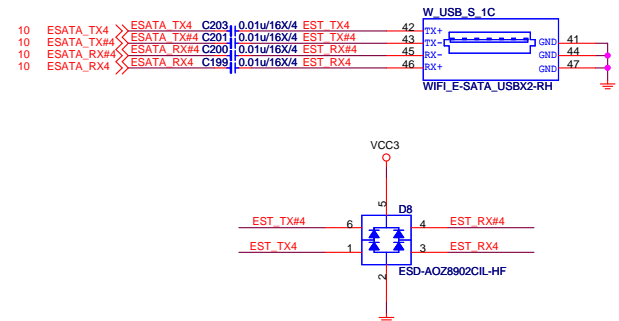 W_USB_S_1C
10 ESATA_TX4 ESATA_TX4 C203 0.01u/16X/4 EST_TX4 42 TX+
10 ESATA_TX#4 ESATA_TX#4 C201 0.01u/16X/4 EST_TX#4 43 TX- GND 41
10 ESATA_RX#4 ESATA_RX#4 C200 0.01u/16X/4 EST_RX#4 45 RX- GND 44
10 ESATA_RX4 ESATA_RX4 C199 0.01u/16X/4 EST_RX4 46 RX+ GND 47
WIFI_E-SATA_USBX2-RH
VCC3
5
D8
EST_TX#4 6 4 EST_RX#4
EST_TX4 1 3 EST_RX4
2
ESD-AOZ8902CIL-HF